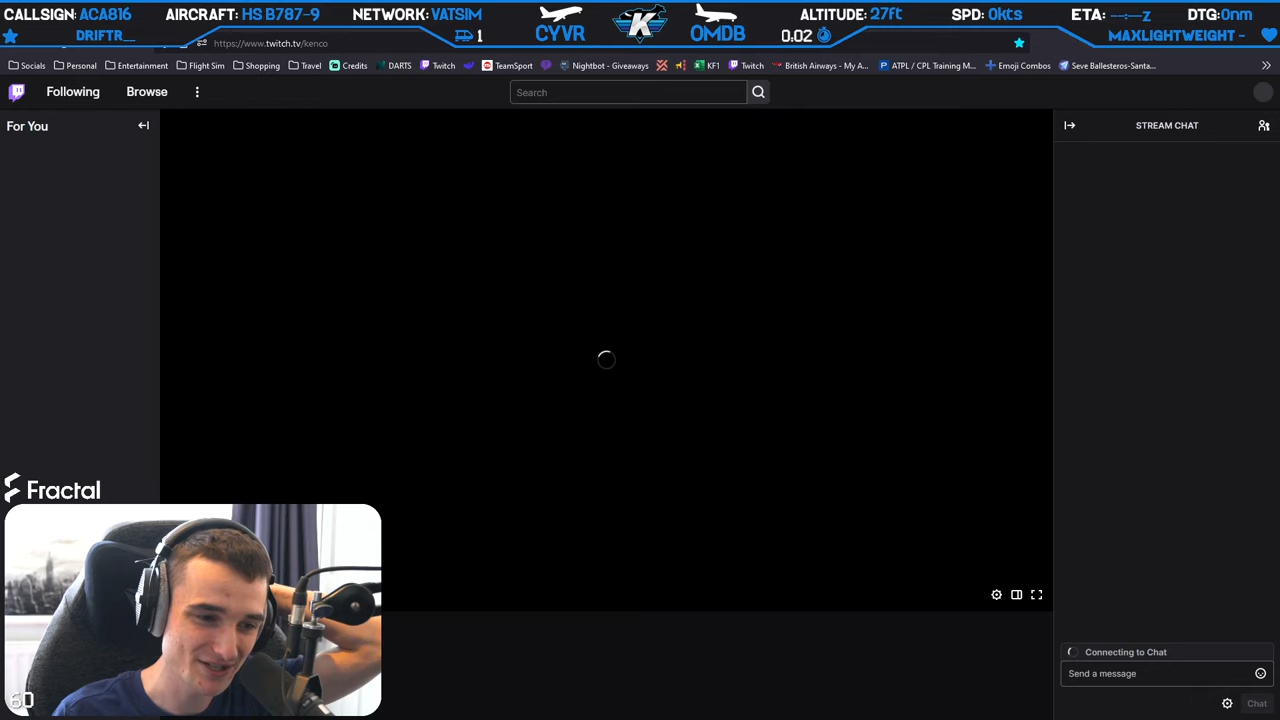 CALLSIGN: ACA816 AIRCRAFT: HS B787-9 NETWORK: VATSIM CYVR K OMDB ALTITUDE: 27ft SPD: 0kts ETA: --:--z DTG:0nm
DRIFTR__ 1 0:02 MAXLIGHTWEIGHT -
https://www.twitch.tv/kenco
Socials Personal Entertainment Flight Sim Shopping Travel Credits DARTS Twitch TeamSport Nightbot - Giveaways KF1 Twitch British Airways - My A... ATPL / CPL Training M... Emoji Combos Seve Ballesteros-Santa...
Following Browse Search
For You STREAM CHAT
Fractal
Connecting to Chat
Send a message
Chat
60